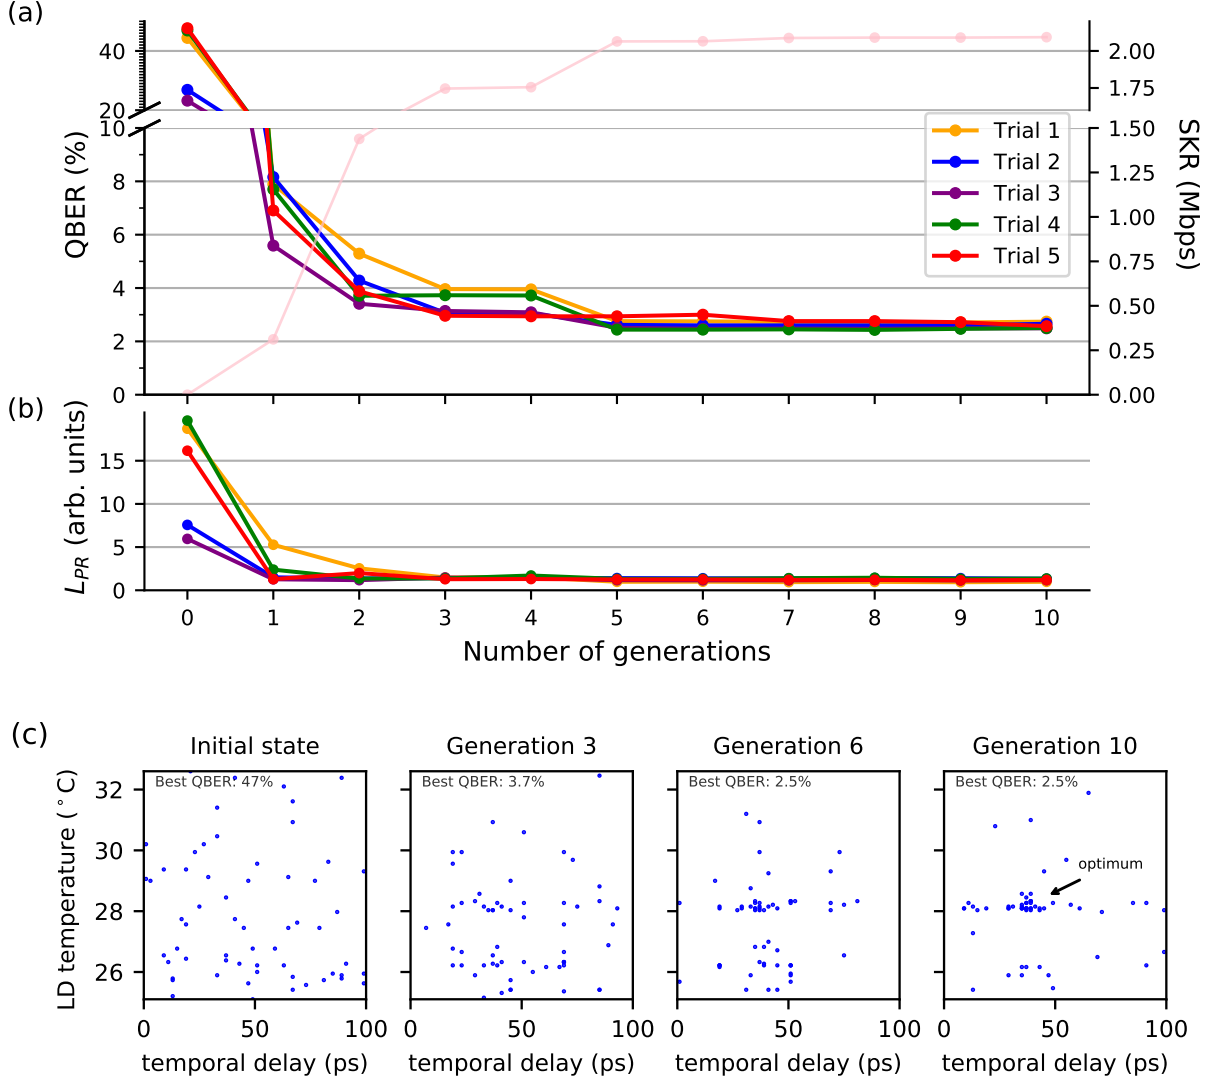 (a)
40
20
10
8
6
4
2
0
QBER (%)
2.00
1.75
1.50
1.25
1.00
0.75
0.50
0.25
0.00
SKR (Mbps)
Trial 1
Trial 2
Trial 3
Trial 4
Trial 5
(b)
15
10
5
0
L_PR (arb. units)
0 1 2 3 4 5 6 7 8 9 10
Number of generations
(c)
Initial state
Generation 3
Generation 6
Generation 10
LD temperature (°C)
32
30
28
26
Best QBER: 47%
Best QBER: 3.7%
Best QBER: 2.5%
Best QBER: 2.5%
optimum
0 50 100
0 50 100
0 50 100
0 50 100
temporal delay (ps)
temporal delay (ps)
temporal delay (ps)
temporal delay (ps)